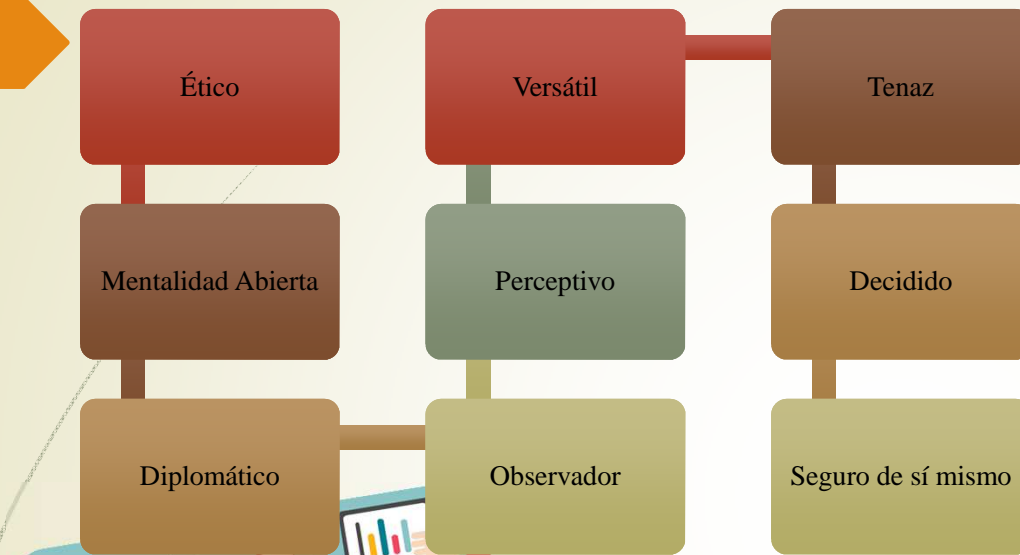 Ético
Mentalidad Abierta
Diplomático
Observador
Perceptivo
Versátil
Tenaz
Decidido
Seguro de sí mismo